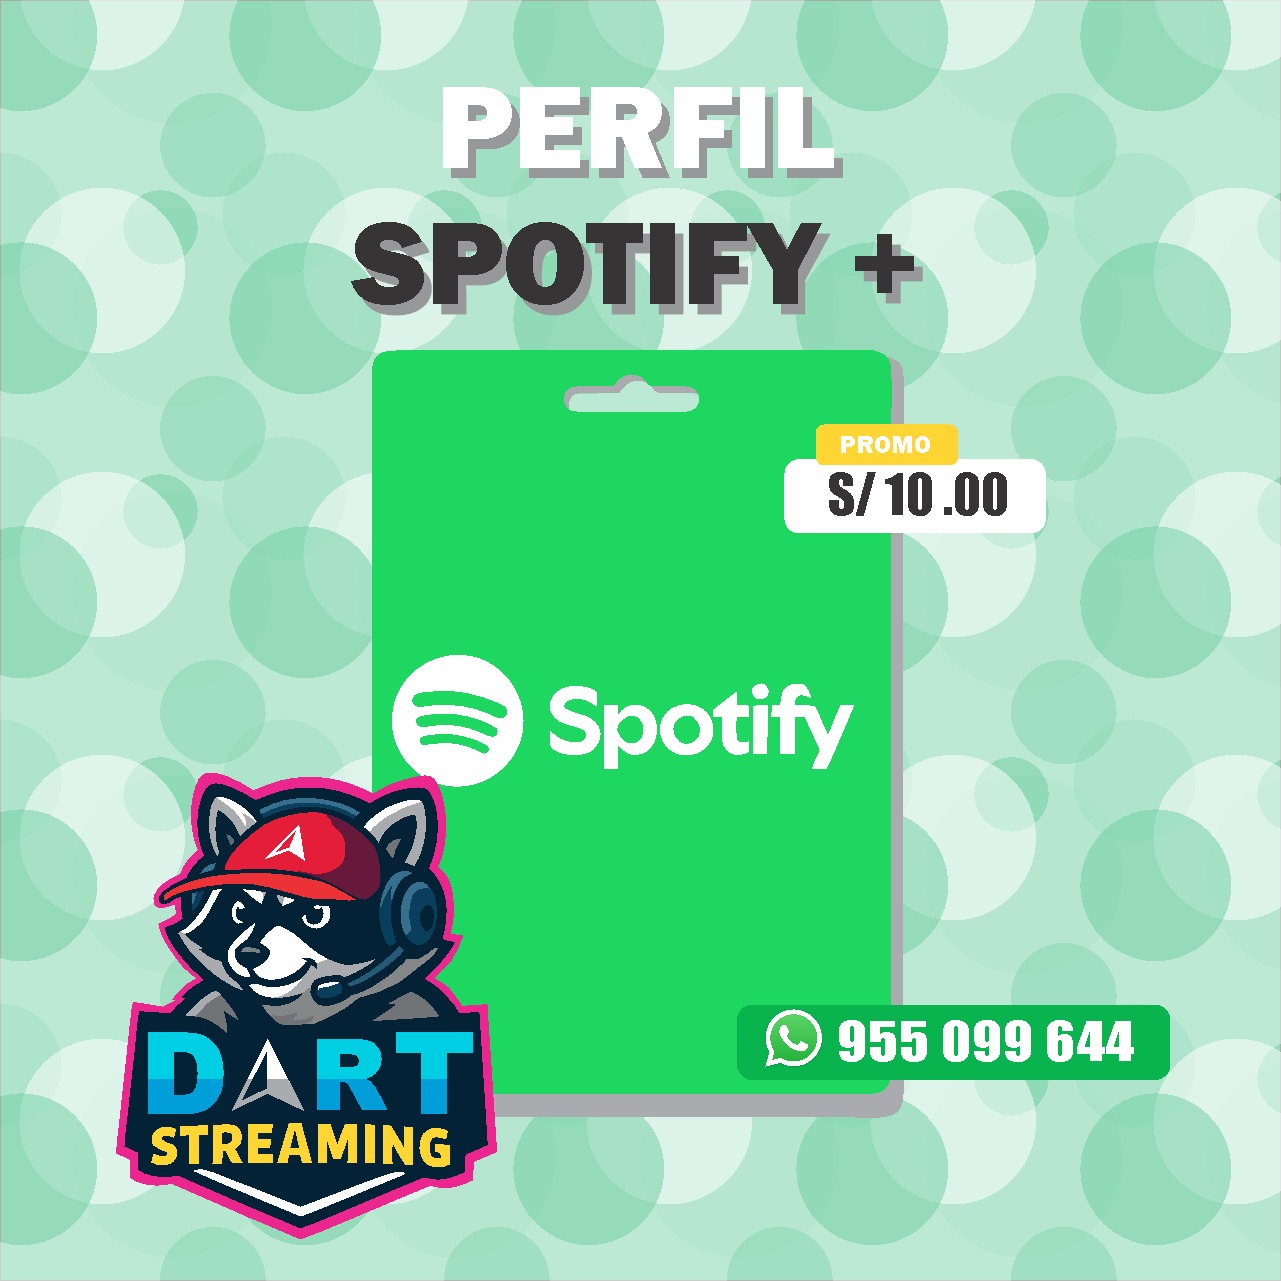 PERFIL
SPOTIFY +
PROMO
S/ 10 .00
Spotify
955 099 644
DART
STREAMING